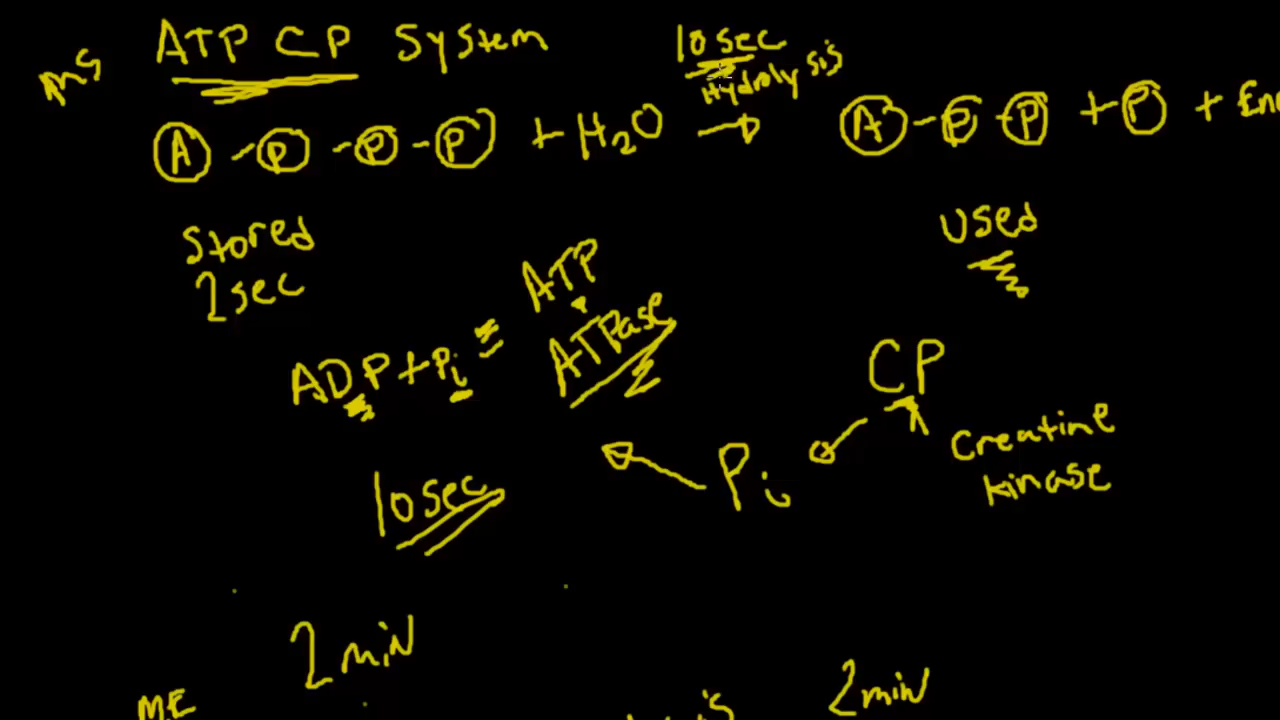 ATP CP System
10 sec
Hydrolysis
MS
A - P - P - P + H2O → A - P - P + P + En
Stored
2 sec
Used
ATP
ATPase
ADP + Pi =
CP
Creatine
kinase
Pi
10 sec
2 min
2 min
ME